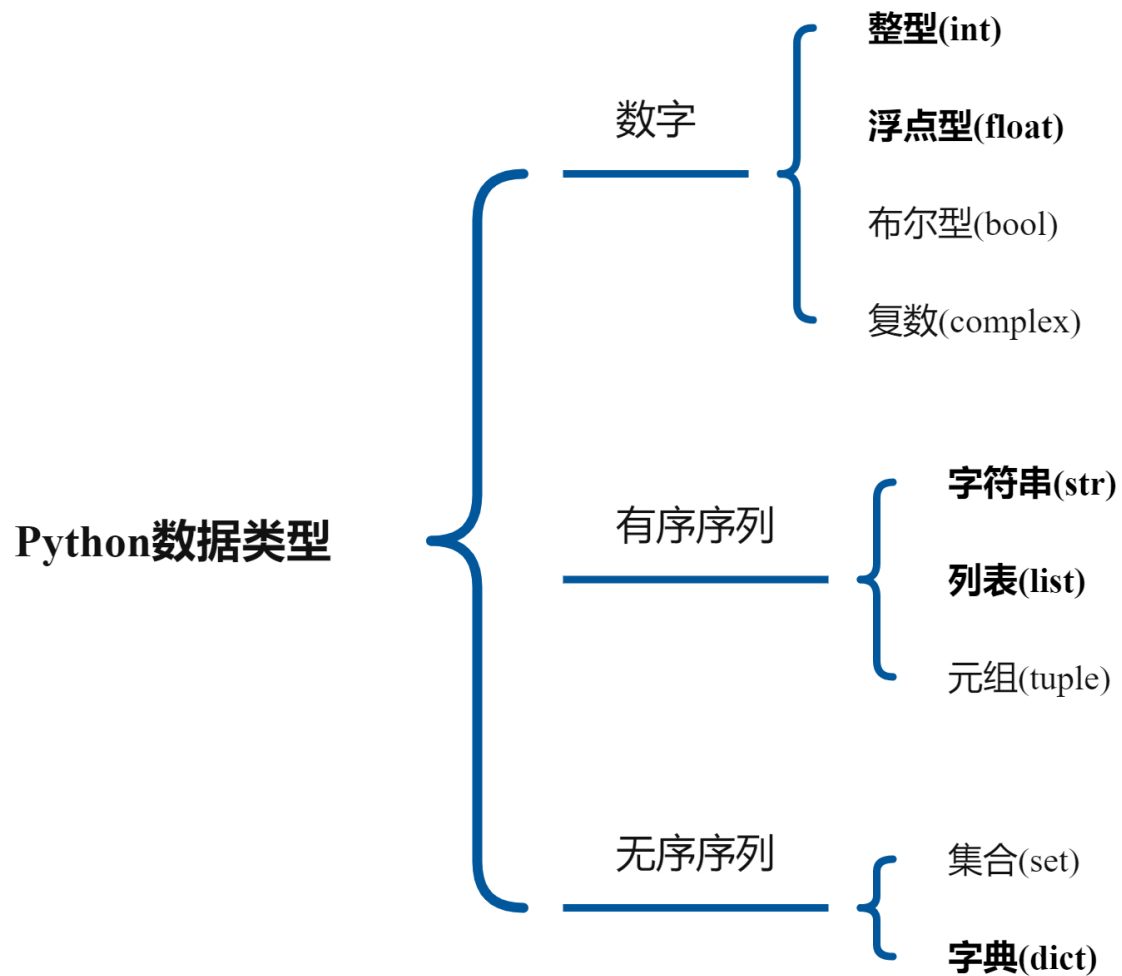 Python数据类型
数字
整型(int)
浮点型(float)
布尔型(bool)
复数(complex)
有序序列
字符串(str)
列表(list)
元组(tuple)
无序序列
集合(set)
字典(dict)